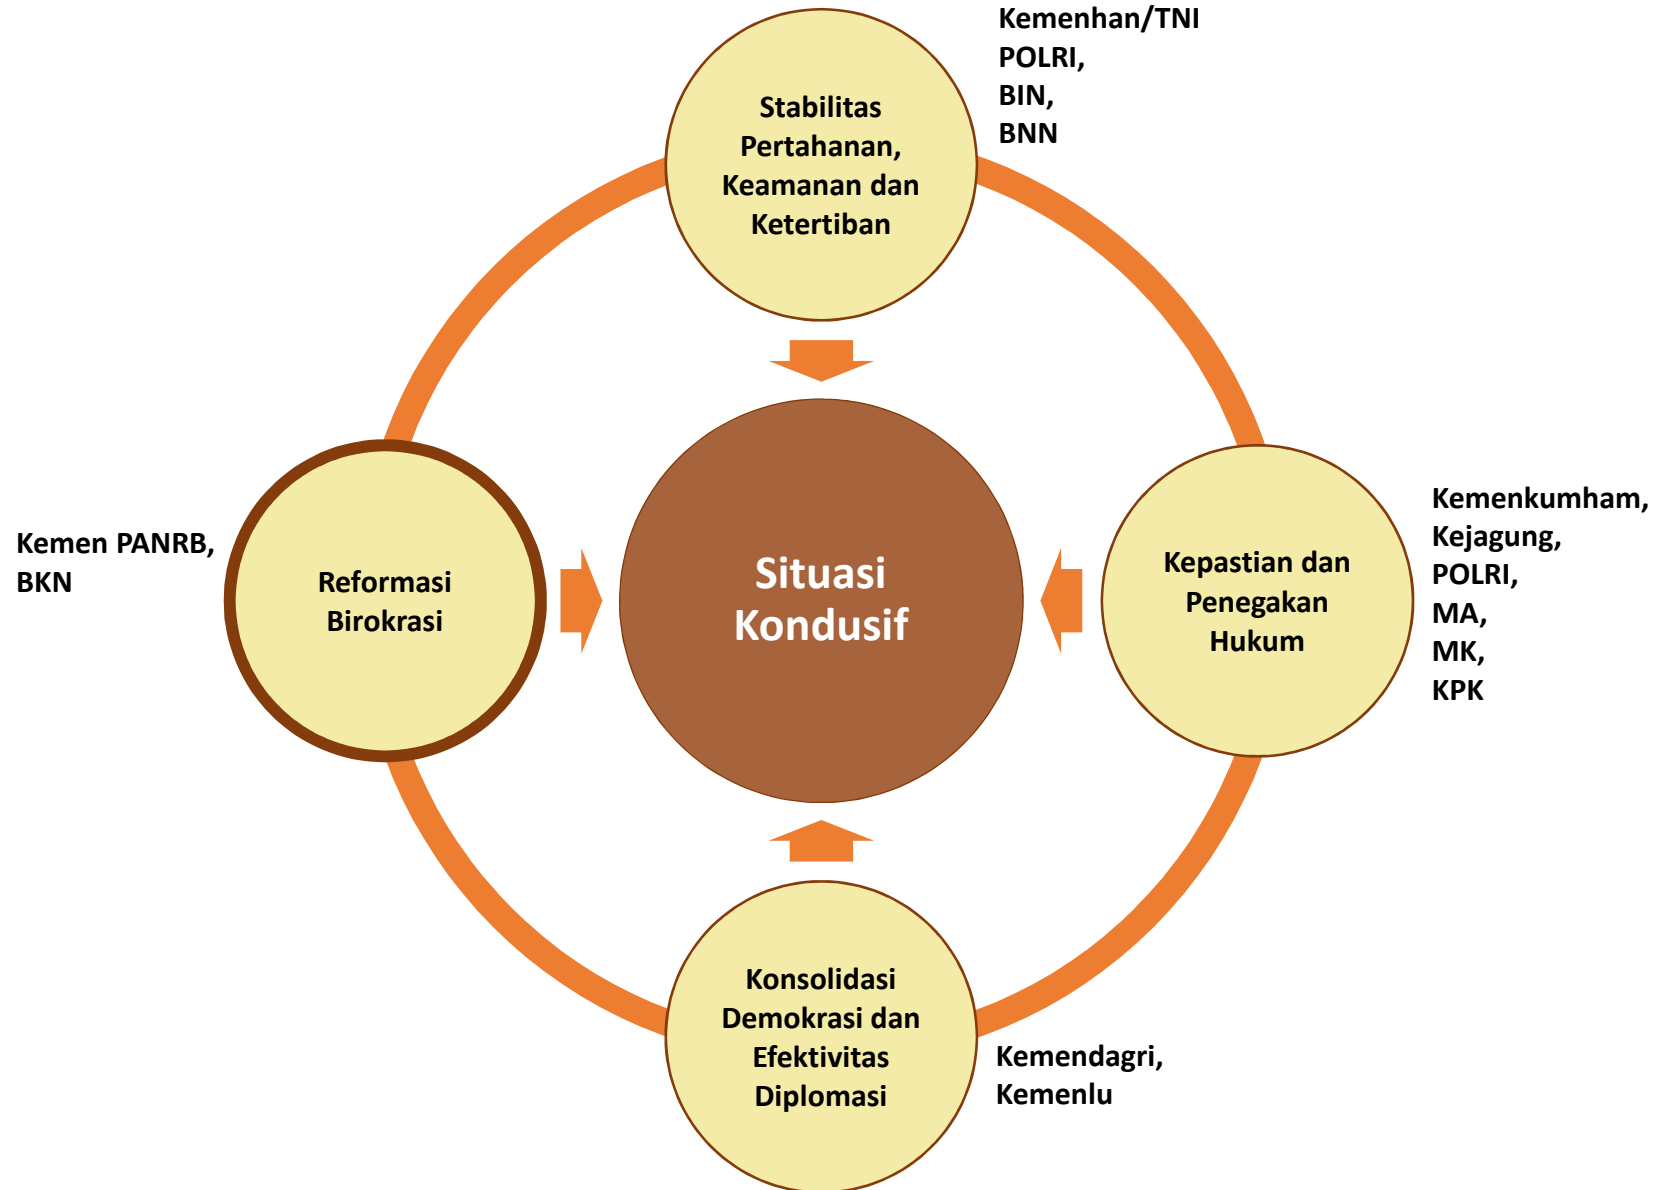 Kemenhan/TNI
POLRI,
BIN,
BNN
Stabilitas
Pertahanan,
Keamanan dan
Ketertiban
Kemen PANRB,
BKN
Reformasi
Birokrasi
Situasi
Kondusif
Kepastian dan
Penegakan
Hukum
Kemenkumham,
Kejagung,
POLRI,
MA,
MK,
KPK
Konsolidasi
Demokrasi dan
Efektivitas
Diplomasi
Kemendagri,
Kemenlu